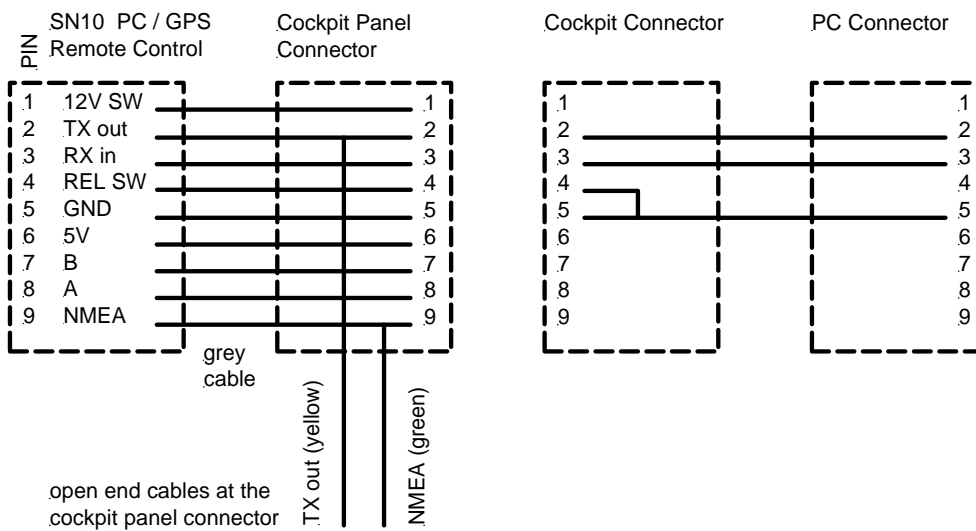 SN10 PC / GPS
Remote Control
Cockpit Panel
Connector
PIN
1 12V SW 1
2 TX out 2
3 RX in 3
4 REL SW 4
5 GND 5
6 5V 6
7 B 7
8 A 8
9 NMEA 9
grey
cable
TX out (yellow)
NMEA (green)
open end cables at the
cockpit panel connector
Cockpit Connector
PC Connector
1 1
2 2
3 3
4 4
5 5
6 6
7 7
8 8
9 9